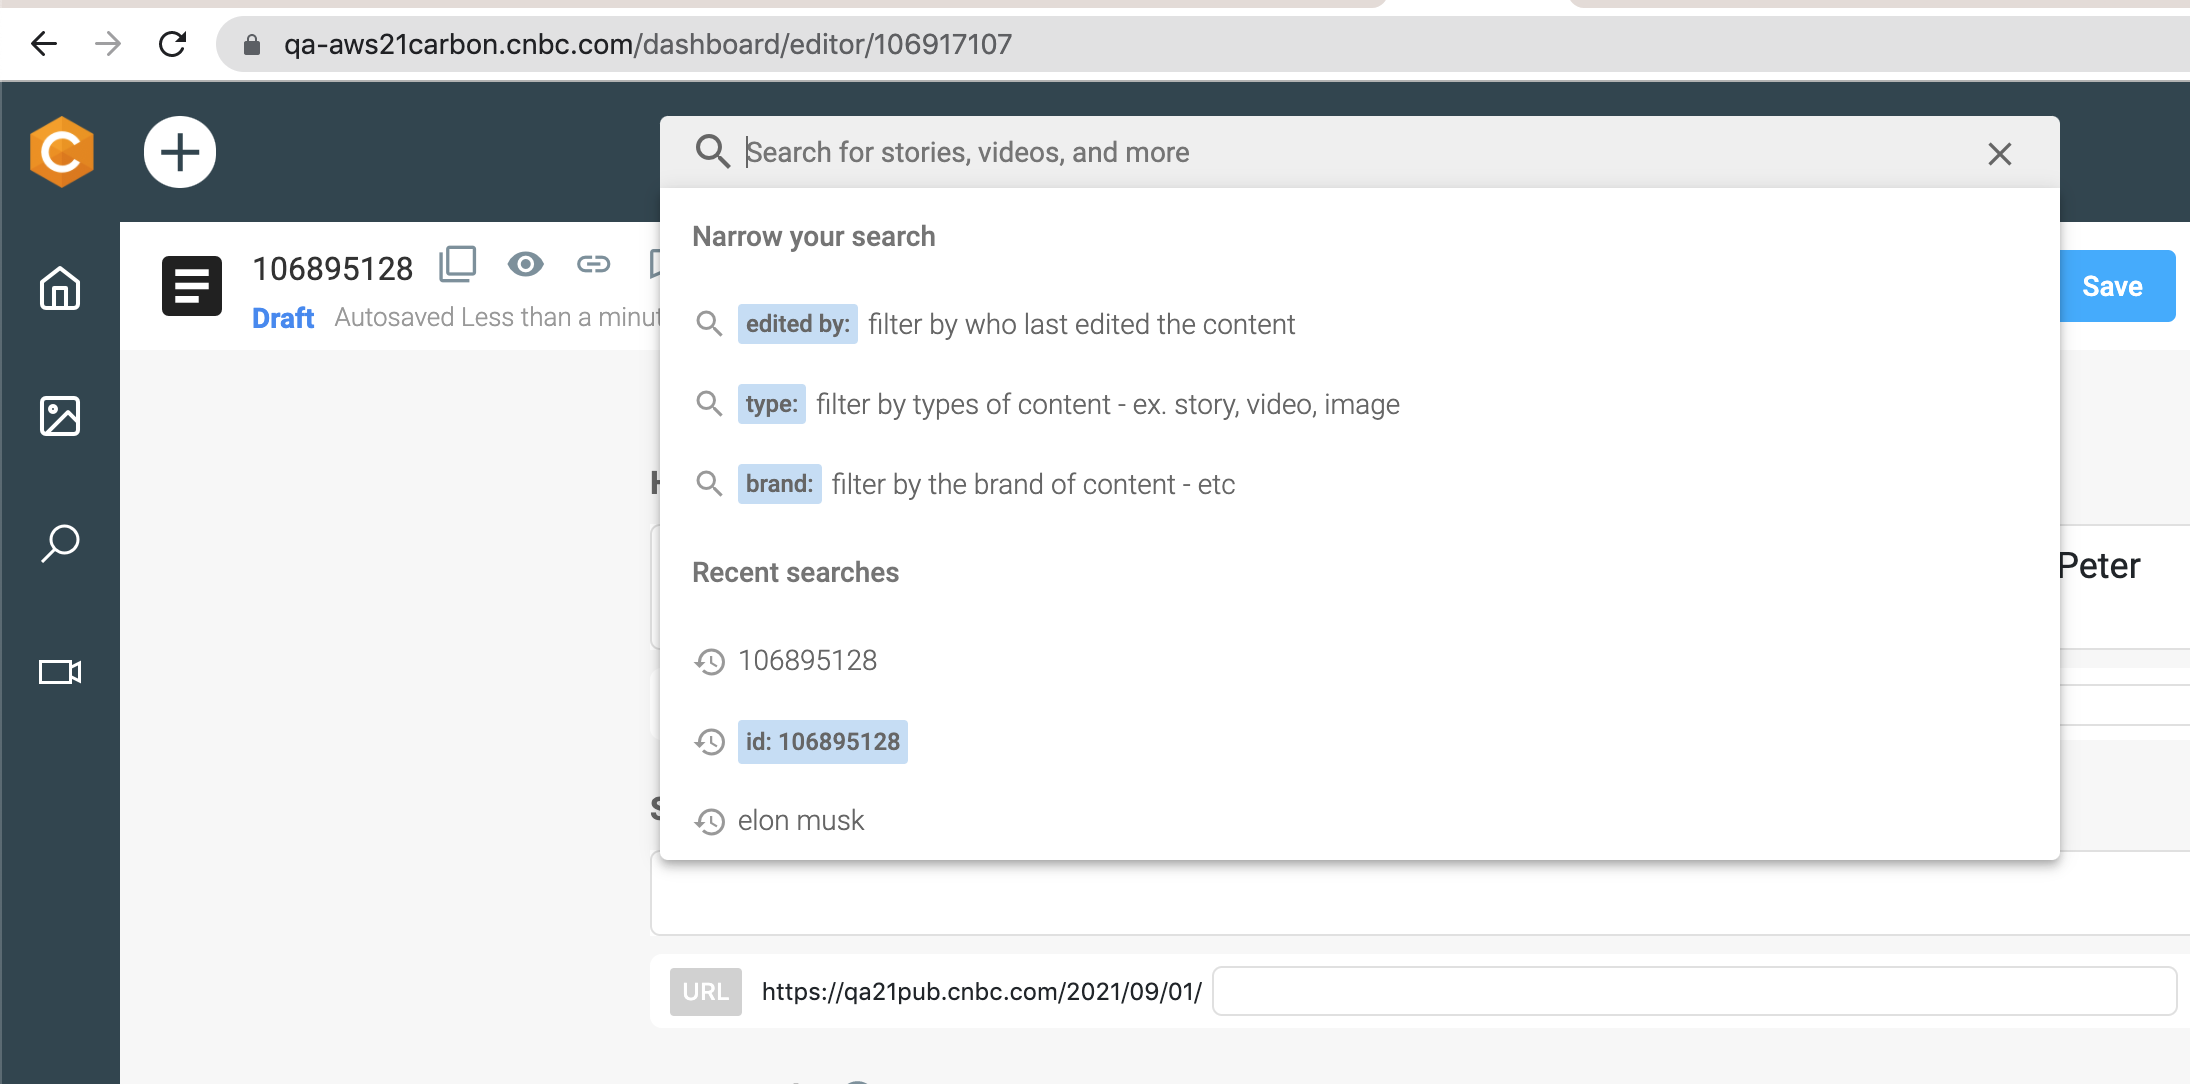 qa-aws21carbon.cnbc.com/dashboard/editor/106917107
C
Search for stories, videos, and more
Narrow your search
106895128
Draft Autosaved Less than a minut
Save
edited by: filter by who last edited the content
type: filter by types of content - ex. story, video, image
brand: filter by the brand of content - etc
Recent searches
Peter
106895128
id: 106895128
elon musk
URL https://qa21pub.cnbc.com/2021/09/01/